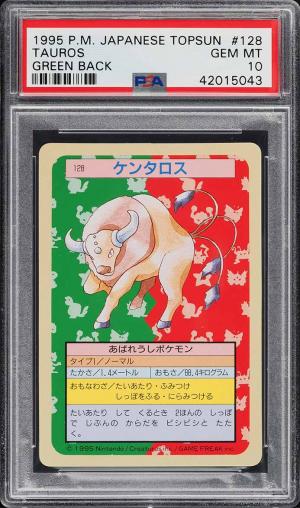 1995 P.M. JAPANESE TOPSUN #128
TAUROS GEM MT
GREEN BACK 10
PSA 42015043
128 ケンタロス
あばれうしポケモン
タイプ1/ノーマル
たかさ/1.4メートル おもさ/88.4キログラム
おもなわざ/たいあたり・ふみつけ
しっぽをふる・にらみつける
たいあたり して くるとき 2ほんの しっぽ
で じぶんの からだを ビシビシと たた
く。
©1995 Nintendo/Creatures inc./GAME FREAK inc.